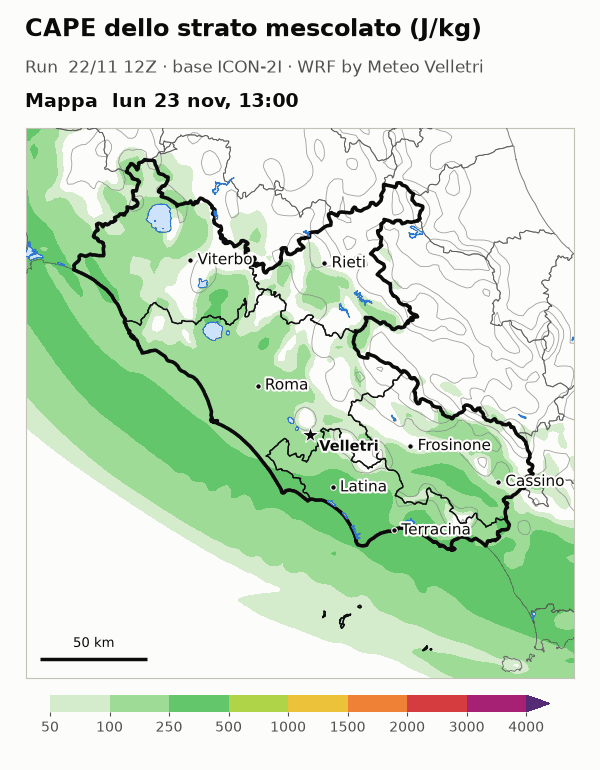 CAPE dello strato mescolato (J/kg)
Run 22/11 12Z · base ICON-2I · WRF by Meteo Velletri
Mappa lun 23 nov, 13:00
Viterbo
Rieti
Roma
Velletri
Frosinone
Latina
Cassino
Terracina
50 km
50 100 250 500 1000 1500 2000 3000 4000